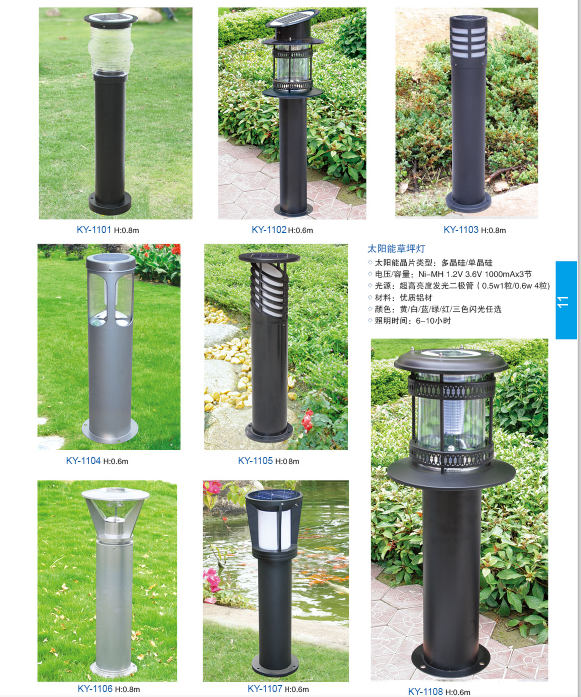 KY-1101 H:0.8m
KY-1102 H:0.6m
KY-1103 H:0.8m
太阳能草坪灯
太阳能晶片类型：多晶硅/单晶硅
电压/容量：Ni-MH 1.2V 3.6V 1000mAx3节
光源：超高亮度发光二极管（0.5w1粒/0.6w 4粒)
材料：优质铝材
颜色：黄/白/蓝/绿/红/三色闪光任选
照明时间：6-10小时
11
KY-1104 H:0.6m
KY-1105 H:08m
KY-1106 H:0.8m
KY-1107 H:0.6m
KY-1108 H:0.6m